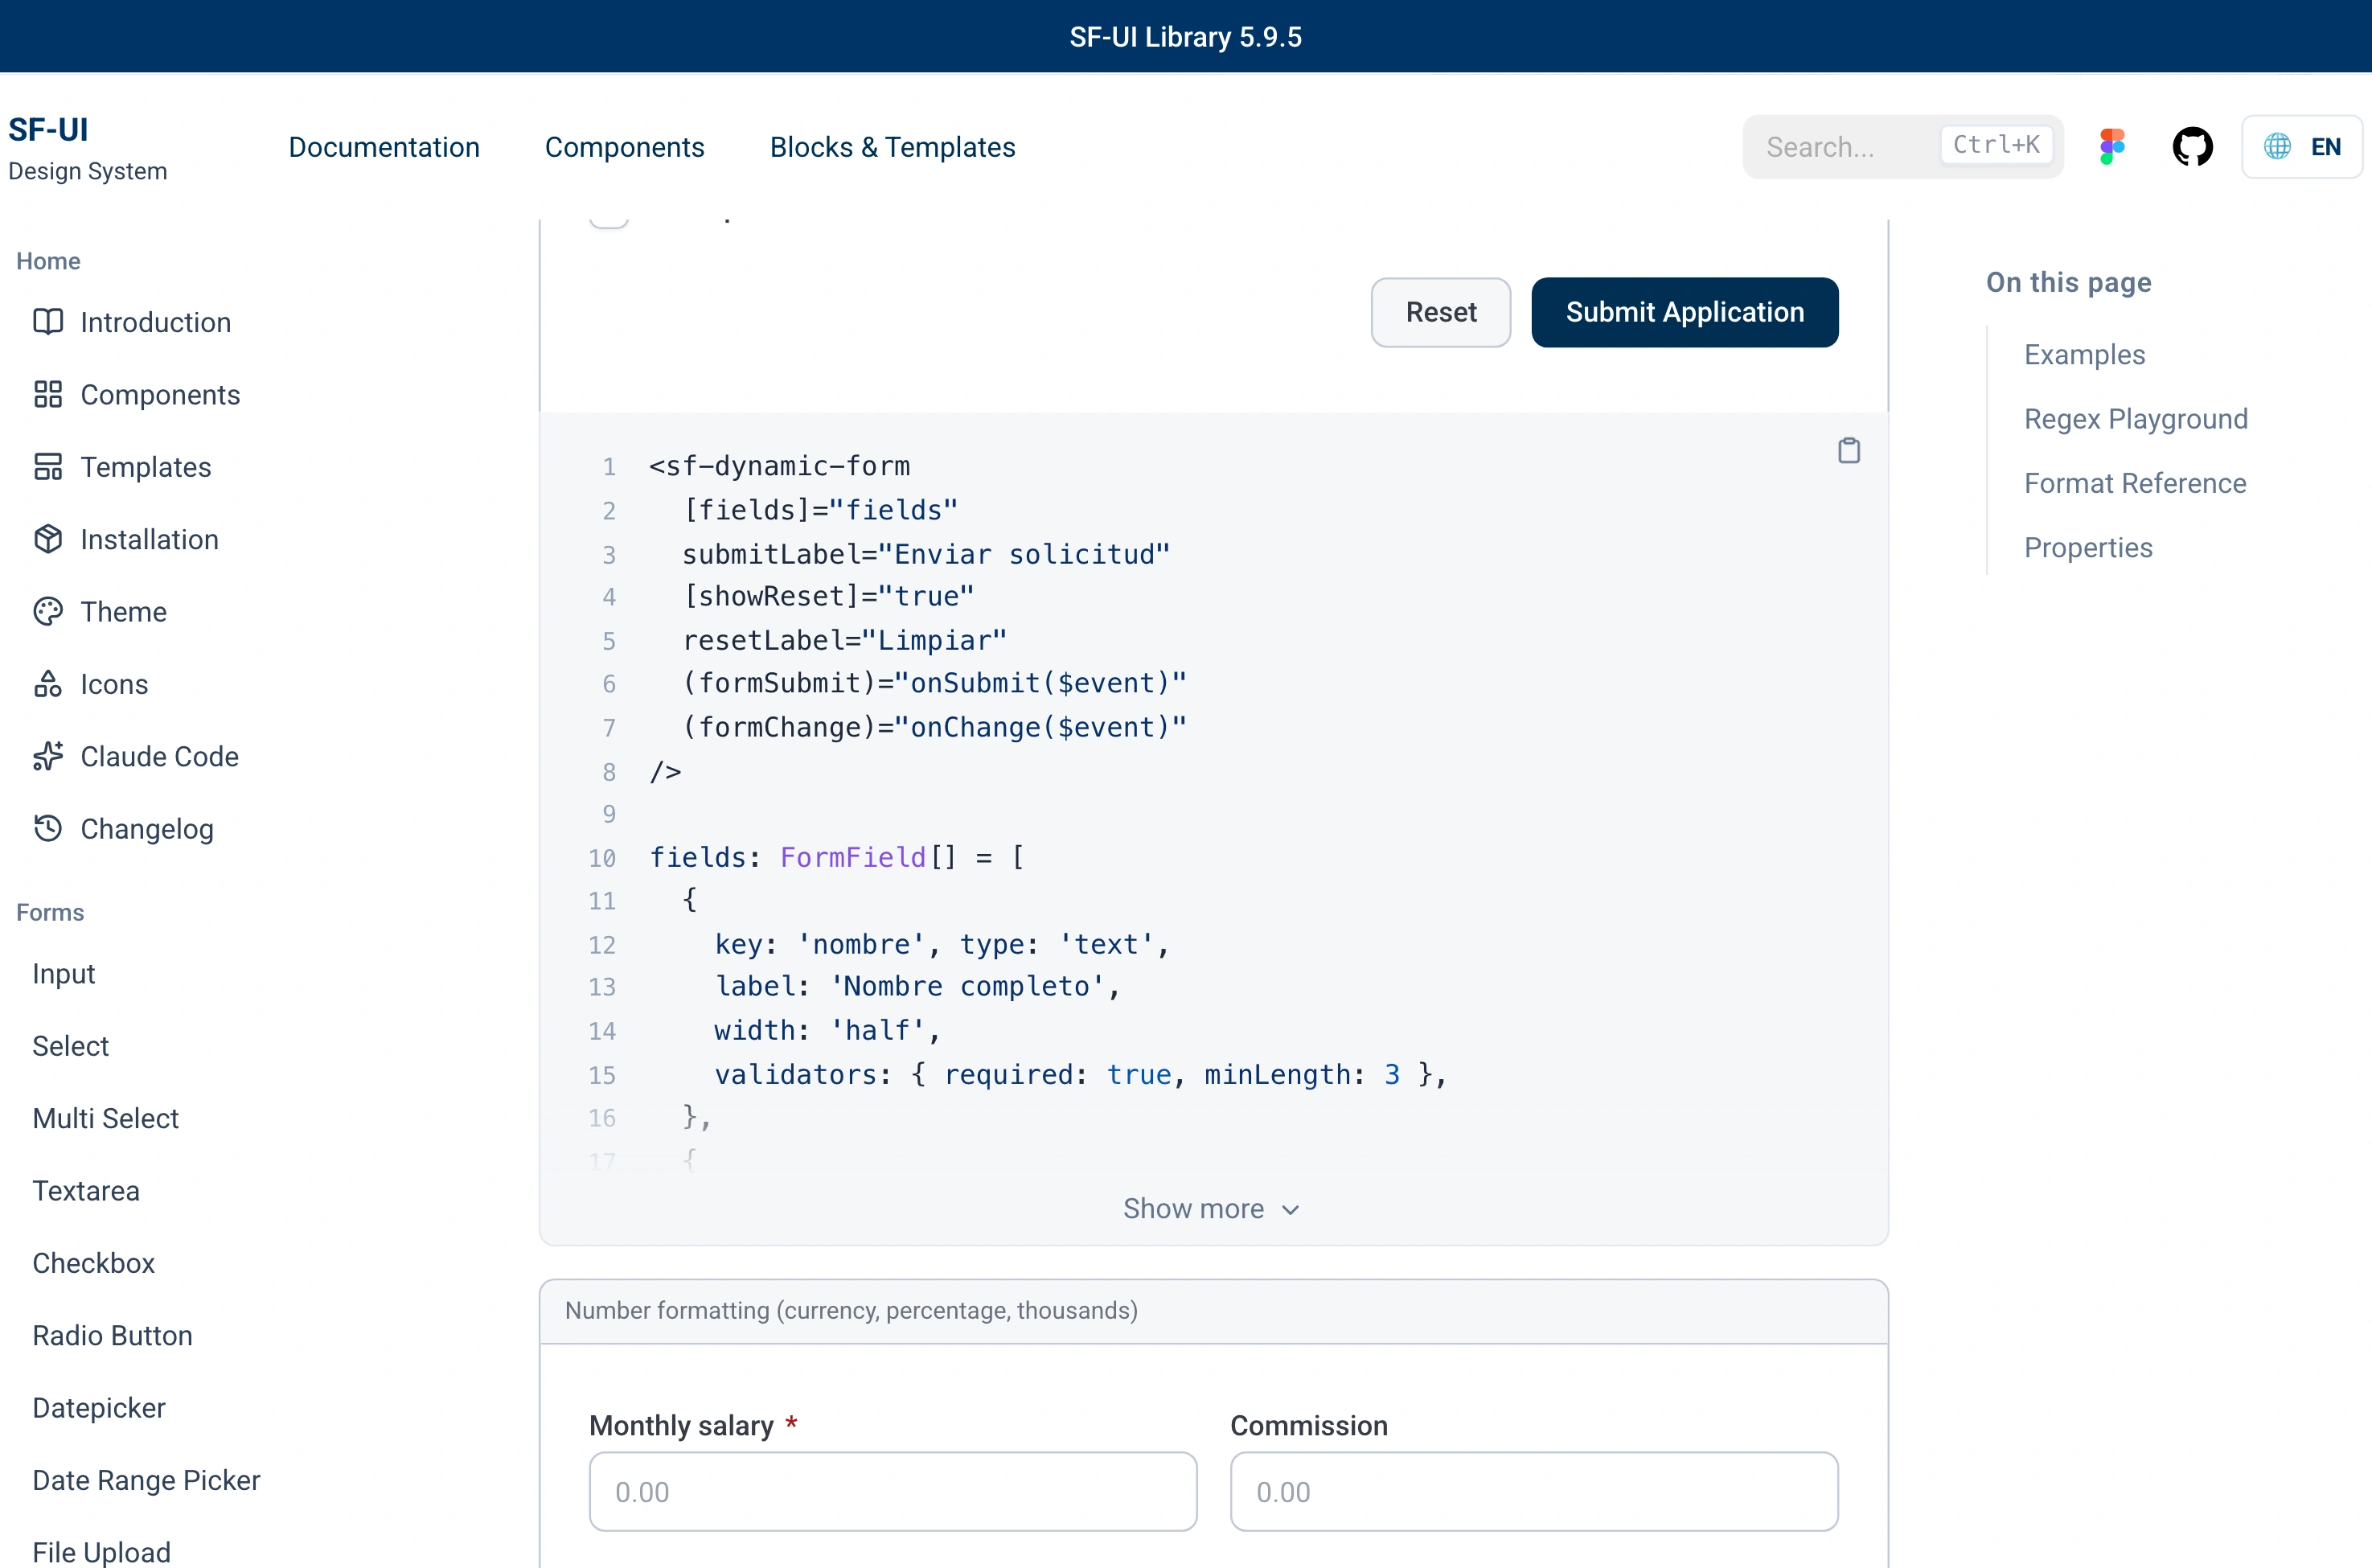 SF-UI Library 5.9.5
SF-UI
Design System
Documentation
Components
Blocks & Templates
Search...
Ctrl+K
EN
Home
Introduction
Components
Templates
Installation
Theme
Icons
Claude Code
Changelog
Forms
Input
Select
Multi Select
Textarea
Checkbox
Radio Button
Datepicker
Date Range Picker
File Upload
Reset
Submit Application
1 <sf-dynamic-form
2   [fields]="fields"
3   submitLabel="Enviar solicitud"
4   [showReset]="true"
5   resetLabel="Limpiar"
6   (formSubmit)="onSubmit($event)"
7   (formChange)="onChange($event)"
8 />
9
10 fields: FormField[] = [
11   {
12     key: 'nombre', type: 'text',
13     label: 'Nombre completo',
14     width: 'half',
15     validators: { required: true, minLength: 3 },
16   },
17   {
Show more
Number formatting (currency, percentage, thousands)
Monthly salary *
Commission
0.00
0.00
On this page
Examples
Regex Playground
Format Reference
Properties